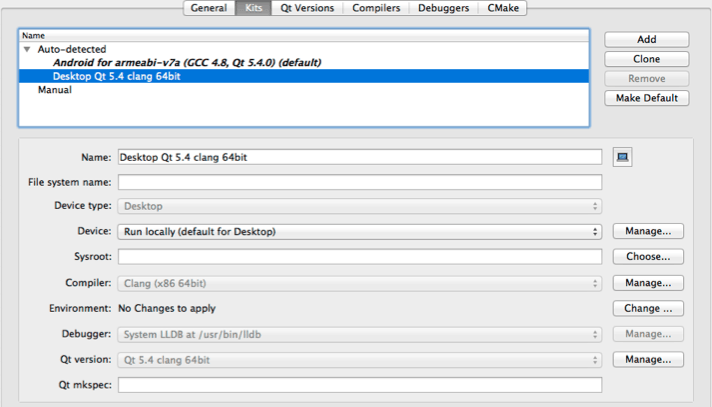 General Kits Qt Versions Compilers Debuggers CMake
Name
Auto-detected
Android for armeabi-v7a (GCC 4.8, Qt 5.4.0) (default)
Desktop Qt 5.4 clang 64bit
Manual
Add
Clone
Remove
Make Default
Name: Desktop Qt 5.4 clang 64bit
File system name:
Device type: Desktop
Device: Run locally (default for Desktop) Manage...
Sysroot: Choose...
Compiler: Clang (x86 64bit) Manage...
Environment: No Changes to apply Change ...
Debugger: System LLDB at /usr/bin/lldb Manage...
Qt version: Qt 5.4 clang 64bit Manage...
Qt mkspec: